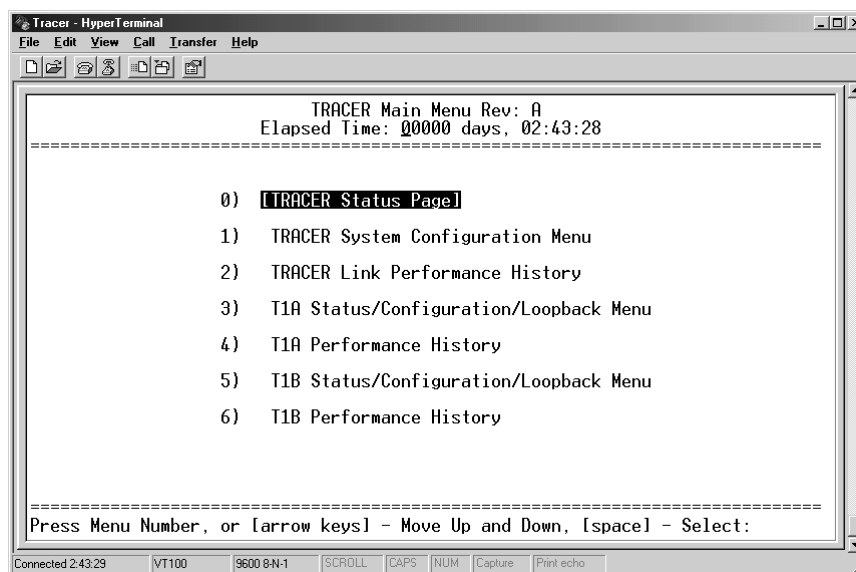 Tracer - HyperTerminal
File Edit View Call Transfer Help
TRACER Main Menu Rev: A
Elapsed Time: 00000 days, 02:43:28
================================================================================
0) [TRACER Status Page]
1) TRACER System Configuration Menu
2) TRACER Link Performance History
3) T1A Status/Configuration/Loopback Menu
4) T1A Performance History
5) T1B Status/Configuration/Loopback Menu
6) T1B Performance History
================================================================================
Press Menu Number, or [arrow keys] - Move Up and Down, [space] - Select:
Connected 2:43:29 VT100 9600 8-N-1 SCROLL CAPS NUM Capture Print echo